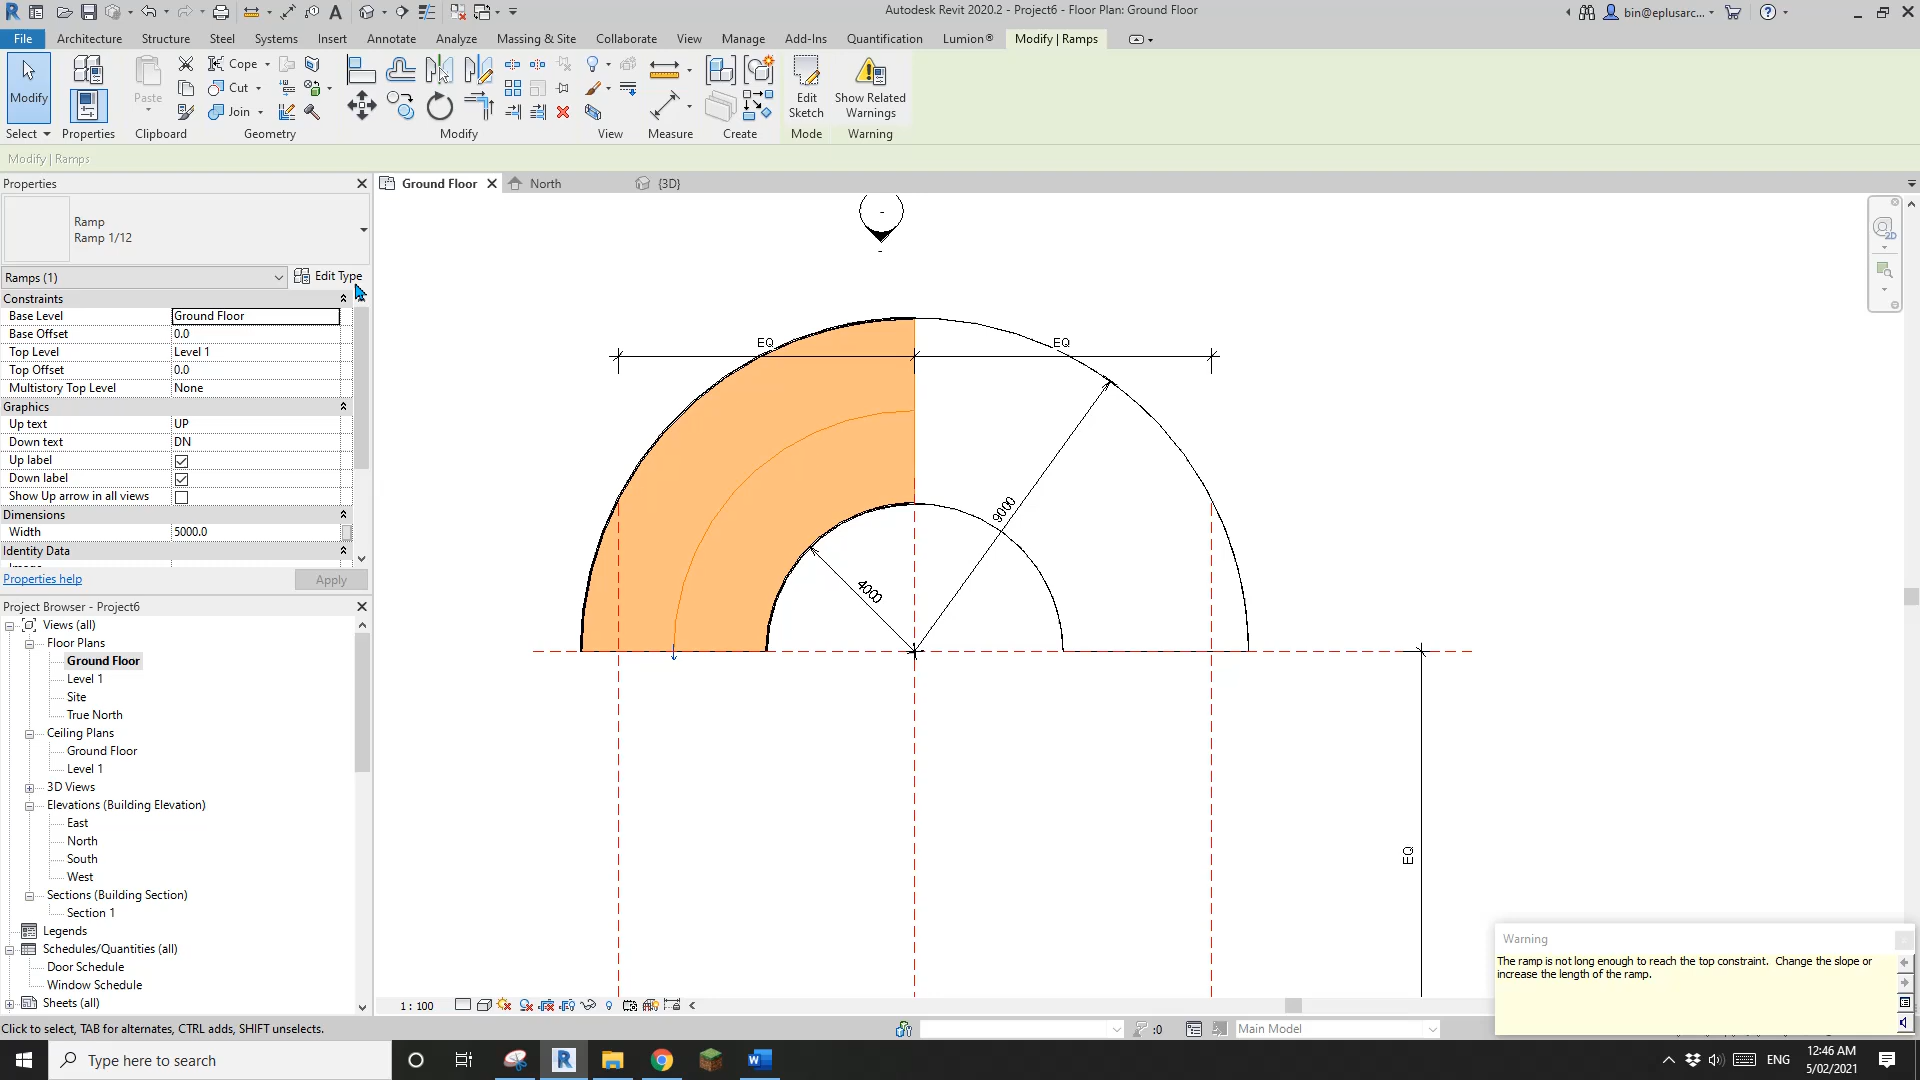 Autodesk Revit 2020.2 - Project6 - Floor Plan: Ground Floor
bin@eplusarc...
File Architecture Structure Steel Systems Insert Annotate Analyze Massing & Site Collaborate View Manage Add-Ins Quantification Lumion® Modify | Ramps
Modify
Paste
Cope
Cut
Join
Edit
Sketch
Show Related
Warnings
Select Properties Clipboard Geometry Modify View Measure Create Mode Warning
Modify | Ramps
Properties
Ground Floor
North
{3D}
Ramp
Ramp 1/12
Ramps (1)
Edit Type
Constraints
Base Level Ground Floor
Base Offset 0.0
Top Level Level 1
Top Offset 0.0
Multistory Top Level None
Graphics
Up text UP
Down text DN
Up label
Down label
Show Up arrow in all views
Dimensions
Width 5000.0
Identity Data
Properties help
Apply
Project Browser - Project6
Views (all)
Floor Plans
Ground Floor
Level 1
Site
True North
Ceiling Plans
Ground Floor
Level 1
3D Views
Elevations (Building Elevation)
East
North
South
West
Sections (Building Section)
Section 1
Legends
Schedules/Quantities (all)
Door Schedule
Window Schedule
Sheets (all)
EQ
EQ
9000
4000
EQ
Warning
The ramp is not long enough to reach the top constraint. Change the slope or
increase the length of the ramp.
1 : 100
Click to select, TAB for alternates, CTRL adds, SHIFT unselects.
:0
Main Model
Type here to search
ENG
12:46 AM
5/02/2021